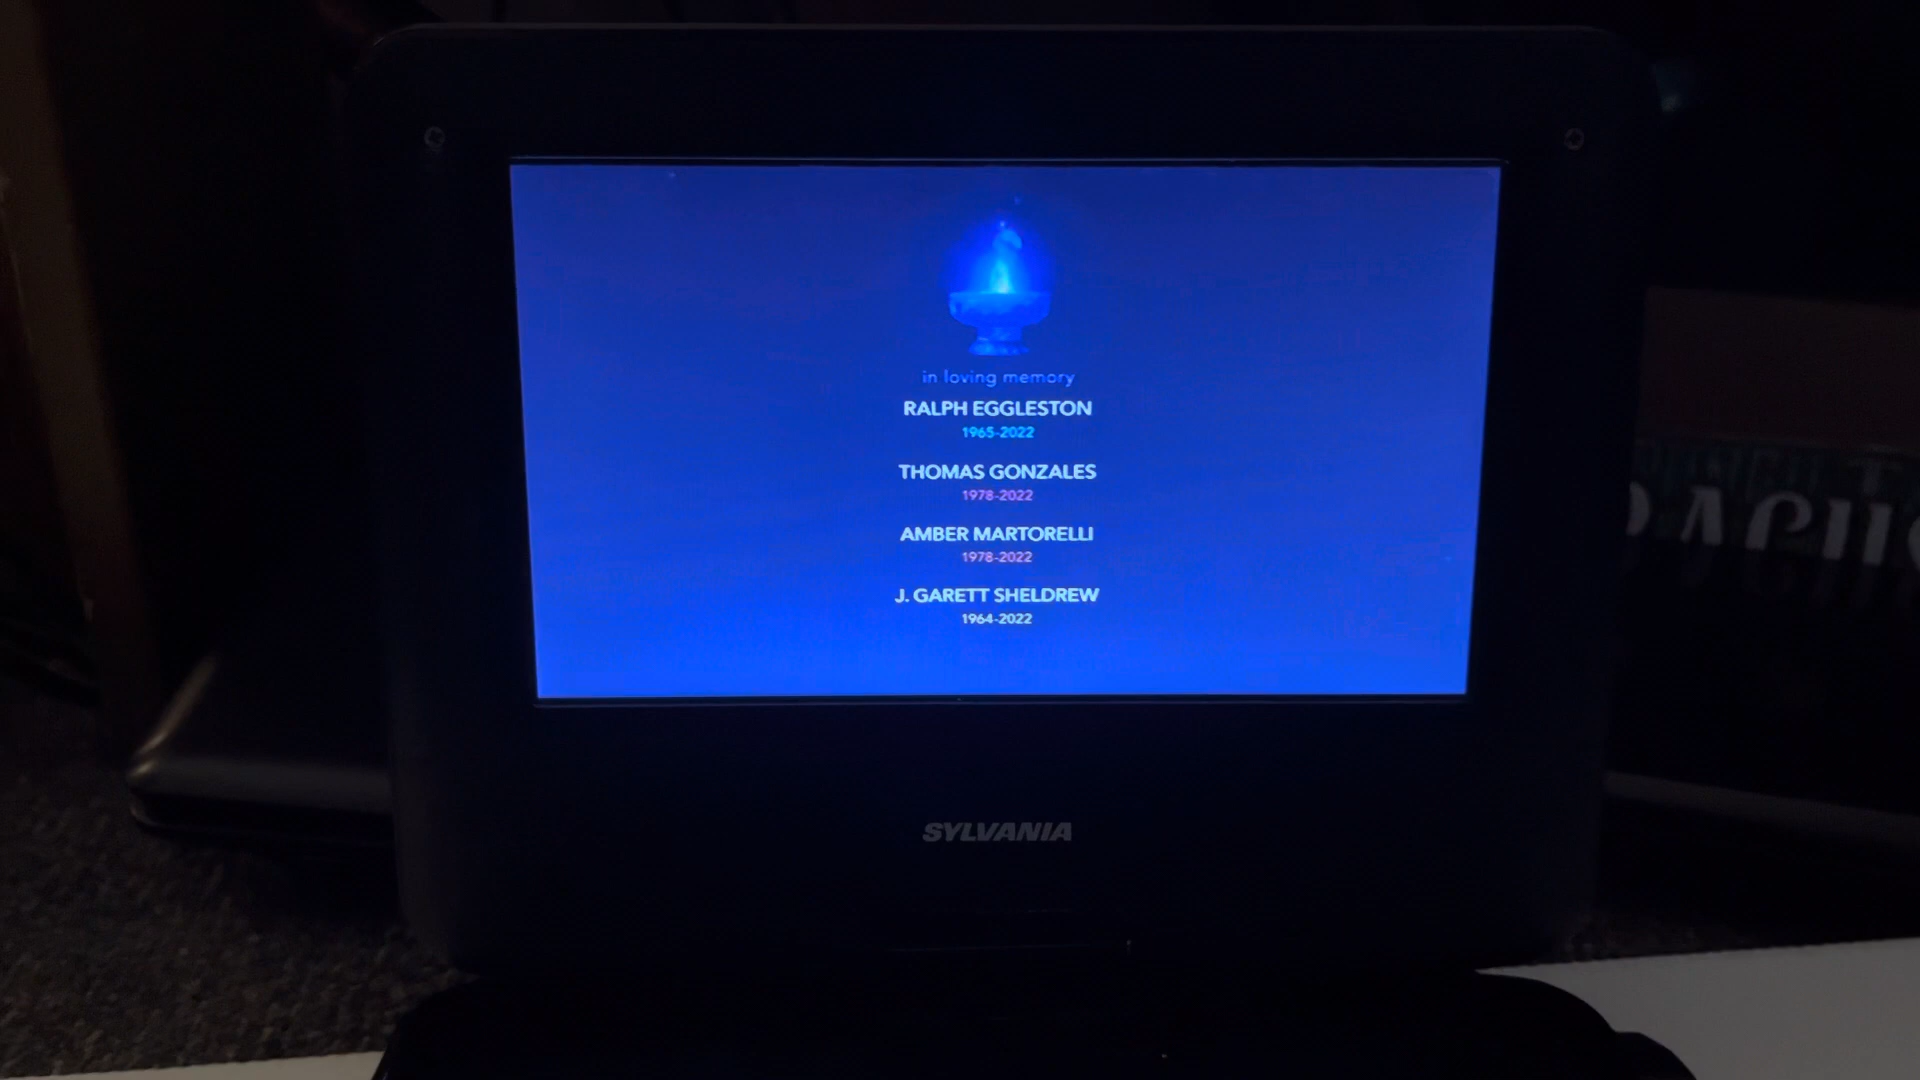 in loving memory
RALPH EGGLESTON
1965-2022
THOMAS GONZALES
1978-2022
AMBER MARTORELLI
1978-2022
J. GARETT SHELDREW
1964-2022
SYLVANIA